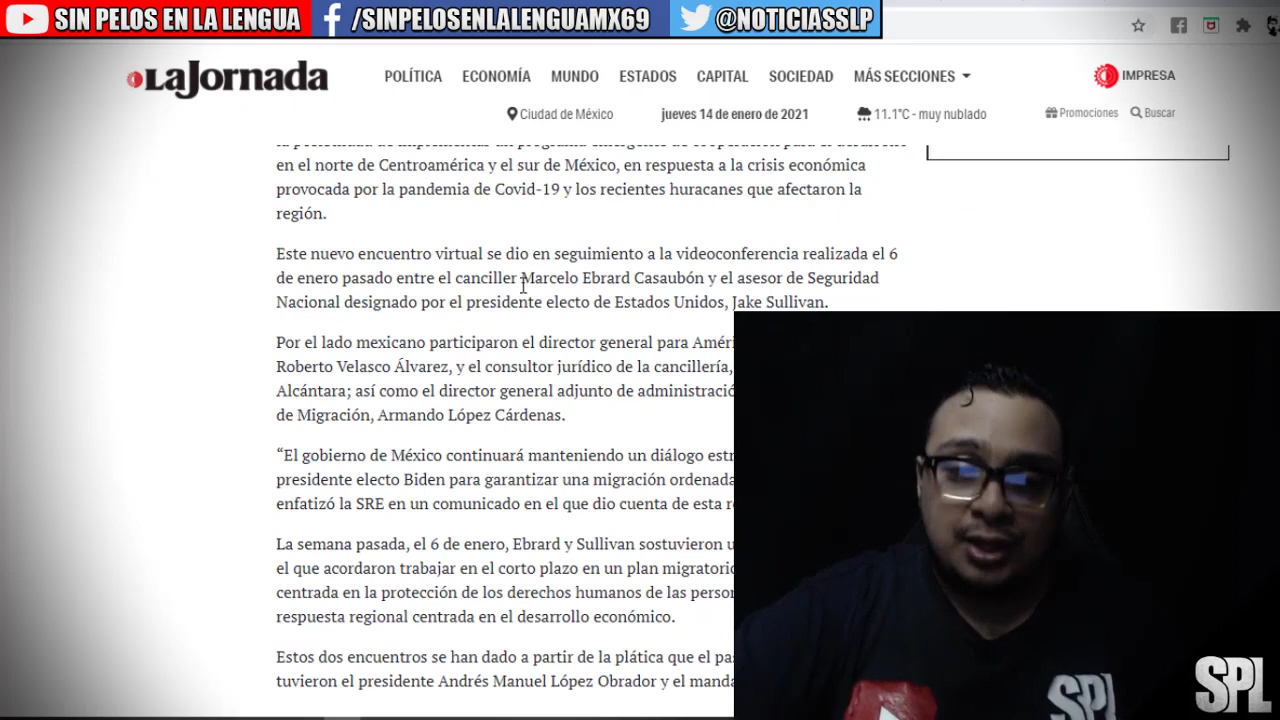 SIN PELOS EN LA LENGUA
/SINPELOSENLALENGUAMX69
@NOTICIASSLP
La Jornada
POLÍTICA ECONOMÍA MUNDO ESTADOS CAPITAL SOCIEDAD MÁS SECCIONES
IMPRESA
Ciudad de México jueves 14 de enero de 2021 11.1°C - muy nublado Promociones Buscar
en el norte de Centroamérica y el sur de México, en respuesta a la crisis económica
provocada por la pandemia de Covid-19 y los recientes huracanes que afectaron la
región.
Este nuevo encuentro virtual se dio en seguimiento a la videoconferencia realizada el 6
de enero pasado entre el canciller Marcelo Ebrard Casaubón y el asesor de Seguridad
Nacional designado por el presidente electo de Estados Unidos, Jake Sullivan.
Por el lado mexicano participaron el director general para Améri
Roberto Velasco Álvarez, y el consultor jurídico de la cancillería,
Alcántara; así como el director general adjunto de administració
de Migración, Armando López Cárdenas.
“El gobierno de México continuará manteniendo un diálogo estr
presidente electo Biden para garantizar una migración ordenada
enfatizó la SRE en un comunicado en el que dio cuenta de esta r
La semana pasada, el 6 de enero, Ebrard y Sullivan sostuvieron u
el que acordaron trabajar en el corto plazo en un plan migratorio
centrada en la protección de los derechos humanos de las perso
respuesta regional centrada en el desarrollo económico.
Estos dos encuentros se han dado a partir de la plática que el pa
tuvieron el presidente Andrés Manuel López Obrador y el manda
SPL
SPL